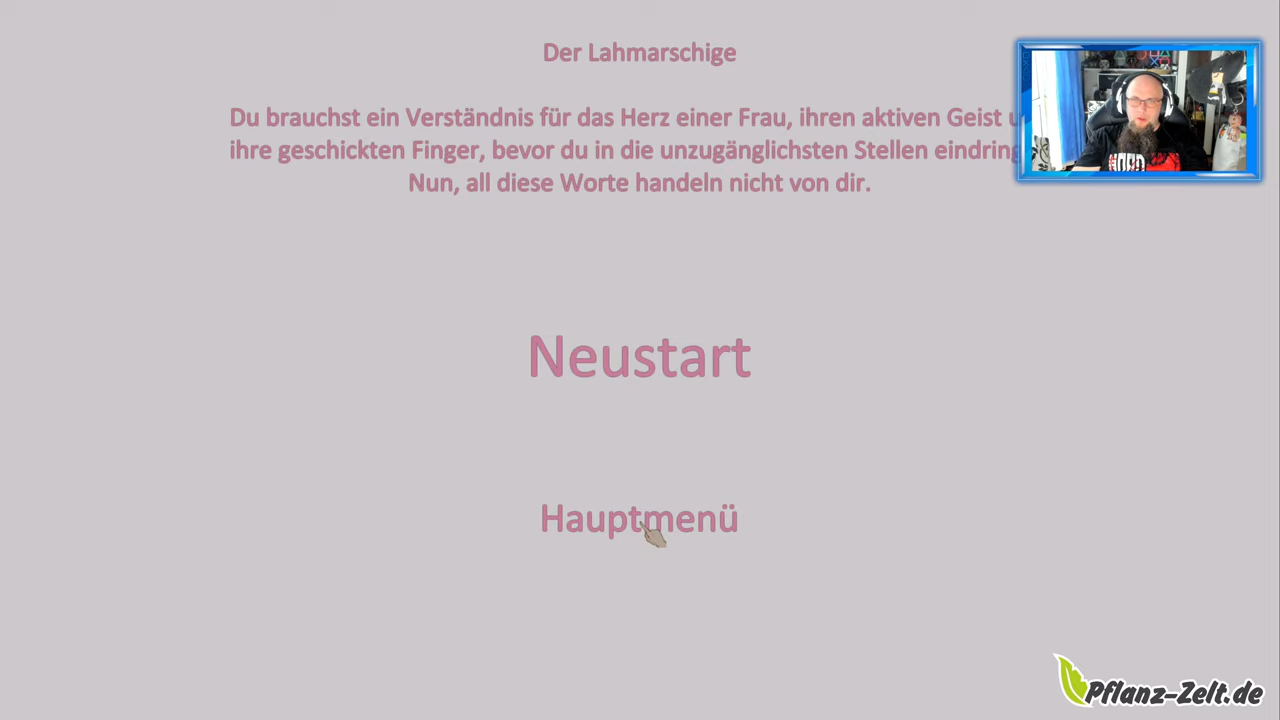 Der Lahmarschige
Du brauchst ein Verständnis für das Herz einer Frau, ihren aktiven Geist
ihre geschickten Finger, bevor du in die unzugänglichsten Stellen eindring
Nun, all diese Worte handeln nicht von dir.
Neustart
Hauptmenü
Pflanz-Zelt.de